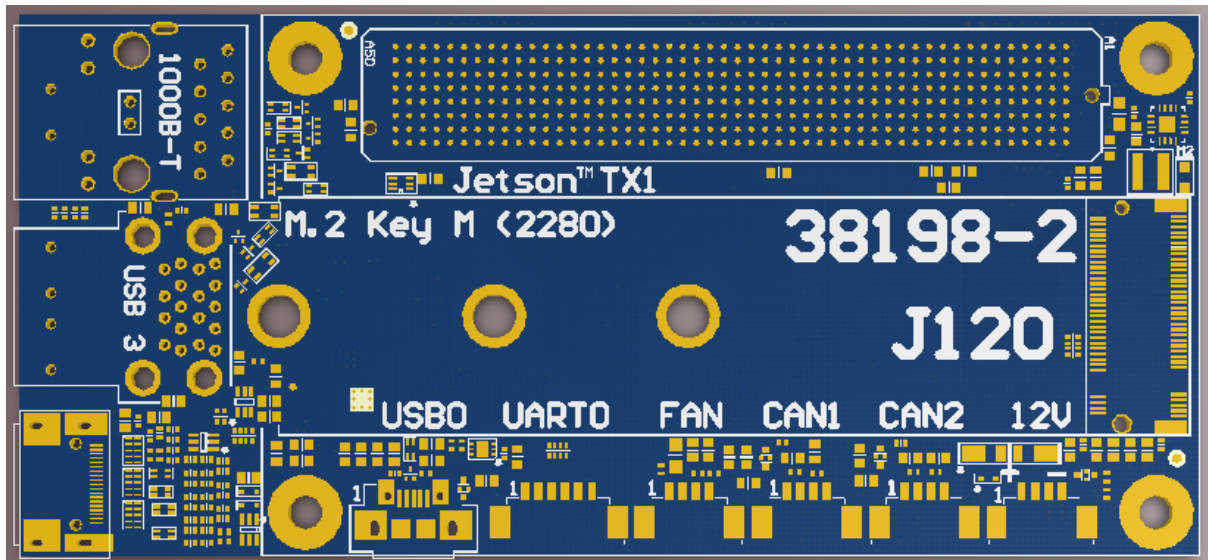 1000B-T
A50
A1
M2
Jetson™ TX1
M.2 Key M (2280)
38198-2
USB 3
J120
USB0
UART0
FAN
CAN1
CAN2
12V
+
-
1
1
1
1
1
1